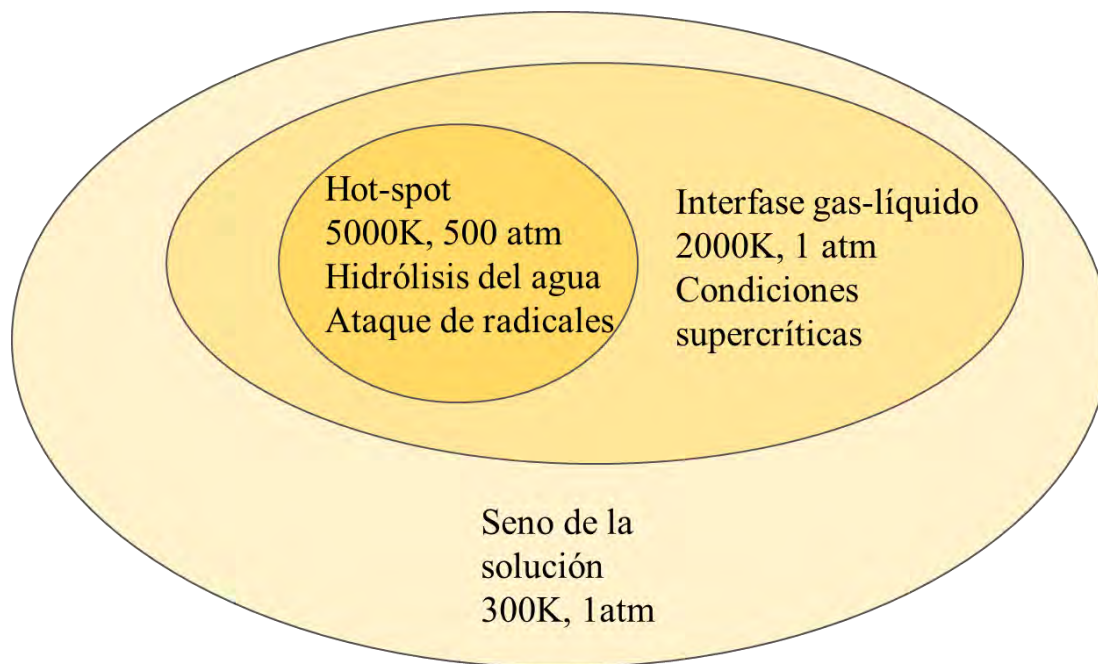 Hot-spot
5000K, 500 atm
Hidrólisis del agua
Ataque de radicales
Interfase gas-líquido
2000K, 1 atm
Condiciones
supercríticas
Seno de la
solución
300K, 1atm